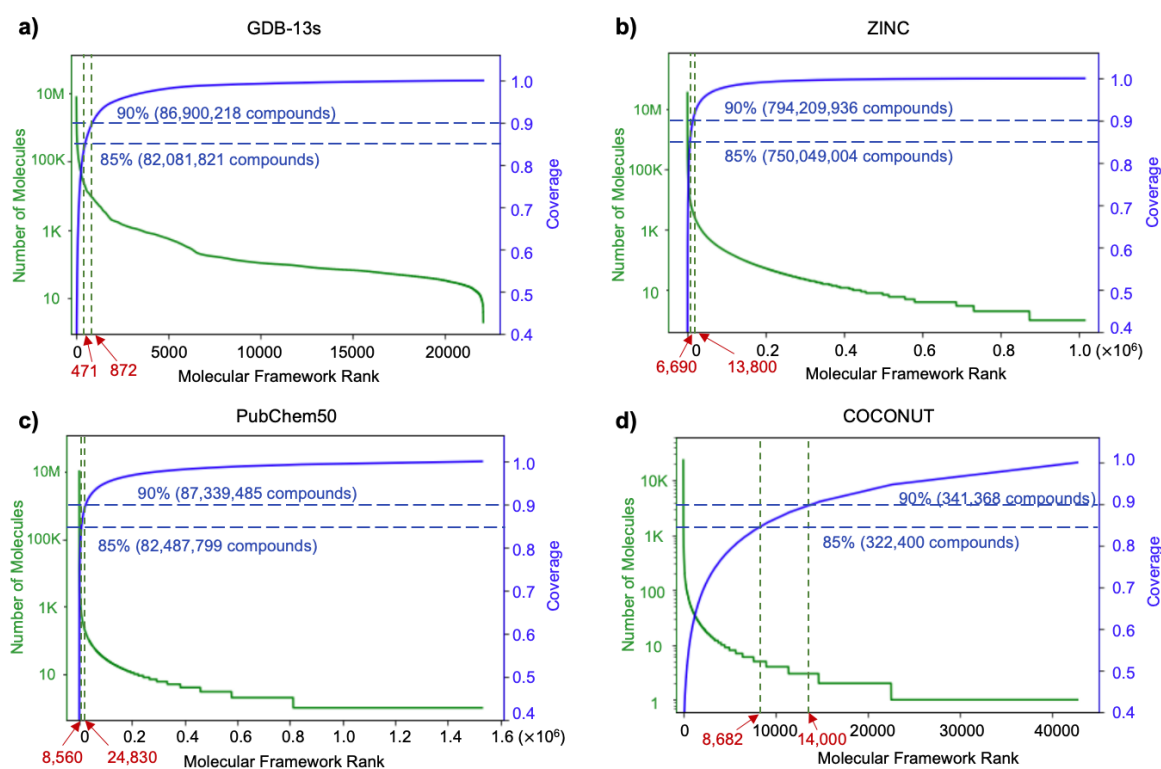 a)
GDB-13s
10M
100K
1K
10
Number of Molecules
90% (86,900,218 compounds)
85% (82,081,821 compounds)
1.0
0.9
0.8
0.7
0.6
0.5
0.4
Coverage
0 5000 10000 15000 20000
471 872
Molecular Framework Rank
b)
ZINC
10M
100K
1K
10
Number of Molecules
90% (794,209,936 compounds)
85% (750,049,004 compounds)
1.0
0.9
0.8
0.7
0.6
0.5
0.4
Coverage
0 0.2 0.4 0.6 0.8 1.0 (×10⁶)
6,690 13,800
Molecular Framework Rank
c)
PubChem50
10M
100K
1K
10
Number of Molecules
90% (87,339,485 compounds)
85% (82,487,799 compounds)
1.0
0.9
0.8
0.7
0.6
0.5
0.4
Coverage
0 0.2 0.4 0.6 0.8 1.0 1.2 1.4 1.6 (×10⁶)
8,560 24,830
Molecular Framework Rank
d)
COCONUT
10K
1K
100
10
1
Number of Molecules
90% (341,368 compounds)
85% (322,400 compounds)
1.0
0.9
0.8
0.7
0.6
0.5
0.4
Coverage
0 10000 20000 30000 40000
8,682 14,000
Molecular Framework Rank